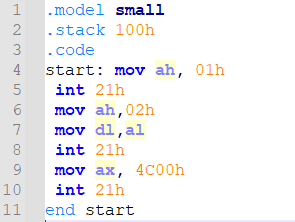 1 .model small
2 .stack 100h
3 .code
4 start: mov ah, 01h
5 int 21h
6 mov ah,02h
7 mov dl,al
8 int 21h
9 mov ax, 4C00h
10 int 21h
11 end start